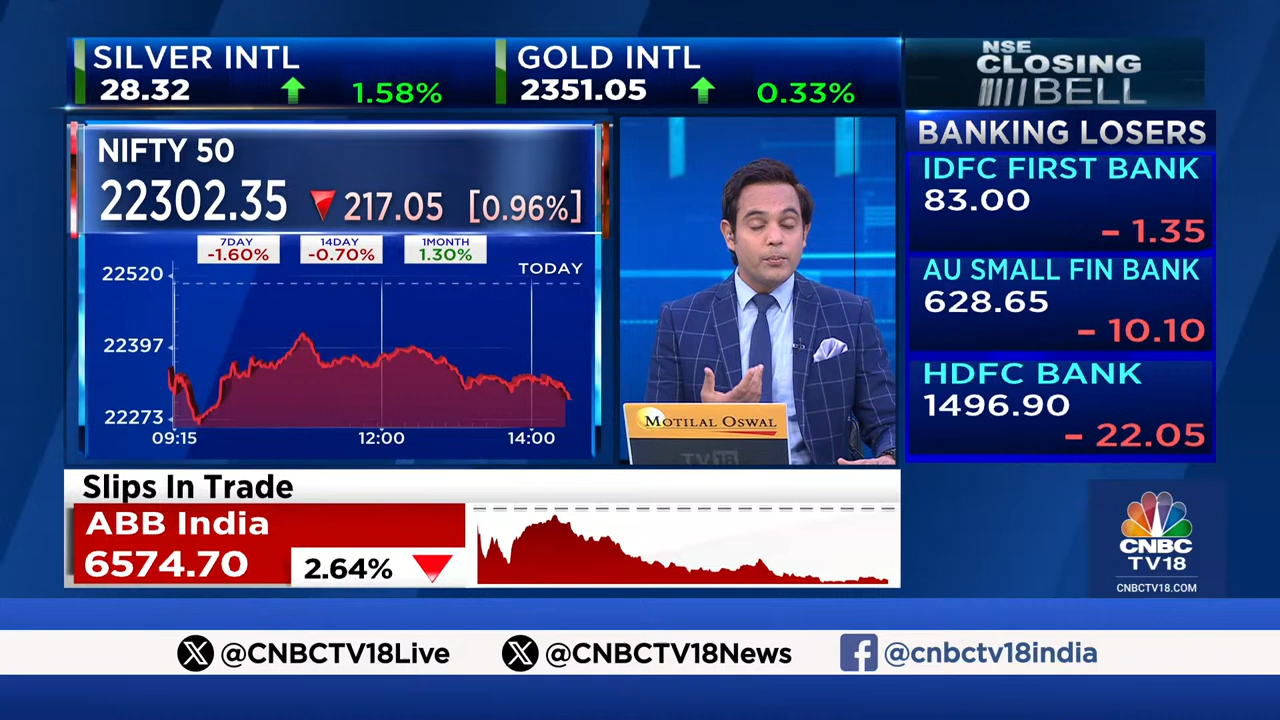 SILVER INTL
28.32 1.58%
GOLD INTL
2351.05 0.33%
NSE
CLOSING
BELL
NIFTY 50
22302.35 217.05 [0.96%]
7DAY
-1.60%
14DAY
-0.70%
1MONTH
1.30%
TODAY
22520
22397
22273
09:15 12:00 14:00
MOTILAL OSWAL
TV18
BANKING LOSERS
IDFC FIRST BANK
83.00
- 1.35
AU SMALL FIN BANK
628.65
- 10.10
HDFC BANK
1496.90
- 22.05
Slips In Trade
ABB India
6574.70 2.64%
CNBC
TV18
CNBCTV18.COM
@CNBCTV18Live @CNBCTV18News @cnbctv18india